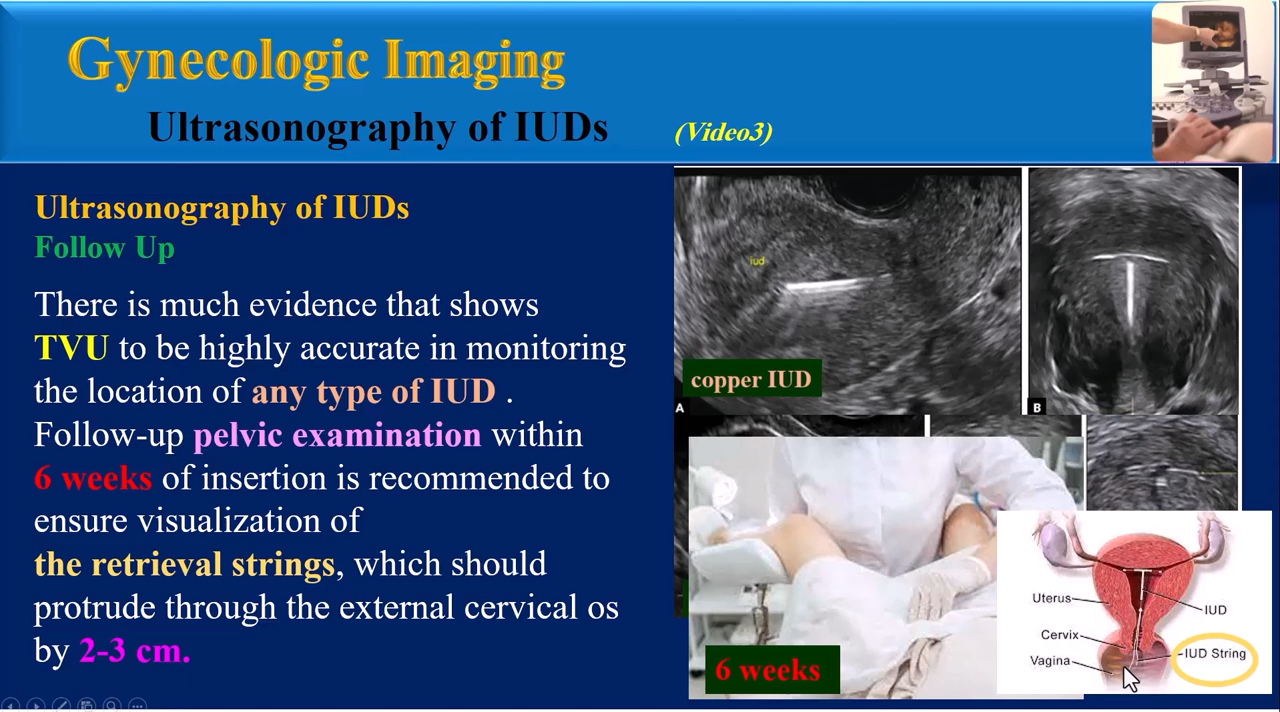 Gynecologic Imaging
Ultrasonography of IUDs
(Video3)
Ultrasonography of IUDs
Follow Up
There is much evidence that shows
TVU to be highly accurate in monitoring
the location of any type of IUD .
Follow-up pelvic examination within
6 weeks of insertion is recommended to
ensure visualization of
the retrieval strings, which should
protrude through the external cervical os
by 2-3 cm.
iud
copper IUD
A
B
6 weeks
Uterus
IUD
Cervix
IUD String
Vagina